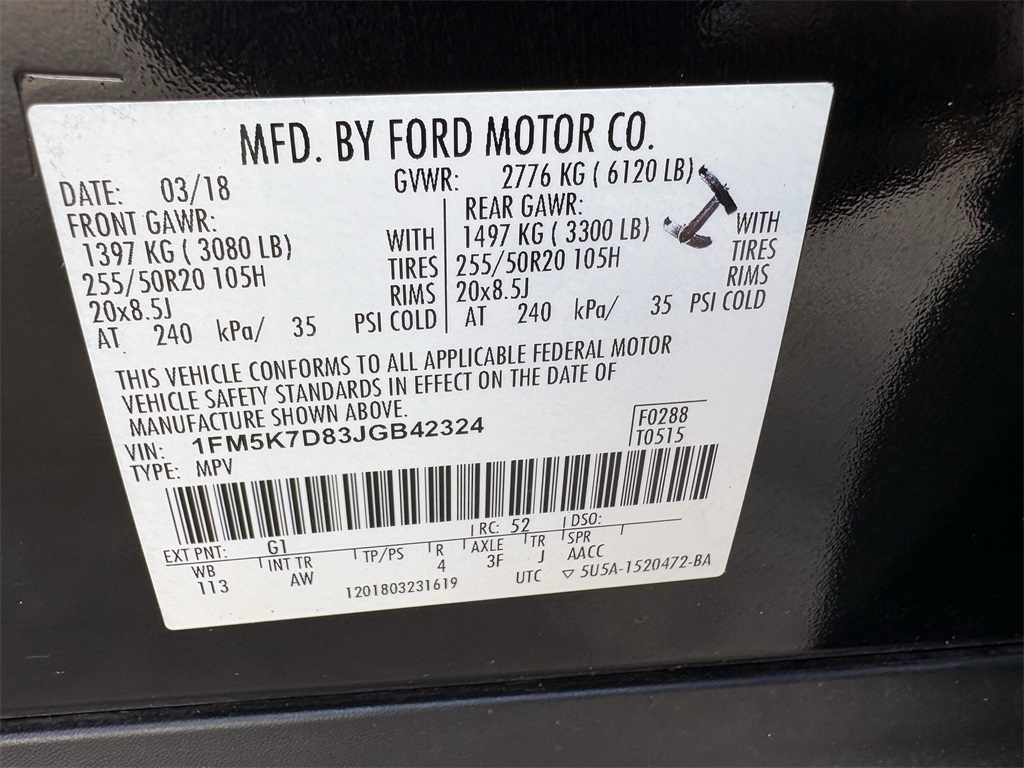 MFD. BY FORD MOTOR CO.
DATE: 03/18 GVWR: 2776 KG ( 6120 LB)
FRONT GAWR: REAR GAWR:
1397 KG ( 3080 LB) WITH 1497 KG ( 3300 LB) WITH
255/50R20 105H TIRES 255/50R20 105H TIRES
20x8.5J RIMS 20x8.5J RIMS
AT 240 kPa/ 35 PSI COLD AT 240 kPa/ 35 PSI COLD
THIS VEHICLE CONFORMS TO ALL APPLICABLE FEDERAL MOTOR
VEHICLE SAFETY STANDARDS IN EFFECT ON THE DATE OF
MANUFACTURE SHOWN ABOVE.
VIN: 1FM5K7D83JGB42324 F0288
TYPE: MPV T0515
EXT PNT: G1 RC: 52 DSO:
WB INT TR TP/PS R AXLE TR SPR
113 AW 4 3F J AACC
1201803231619 UTC ▽ 5U5A-1520472-BA